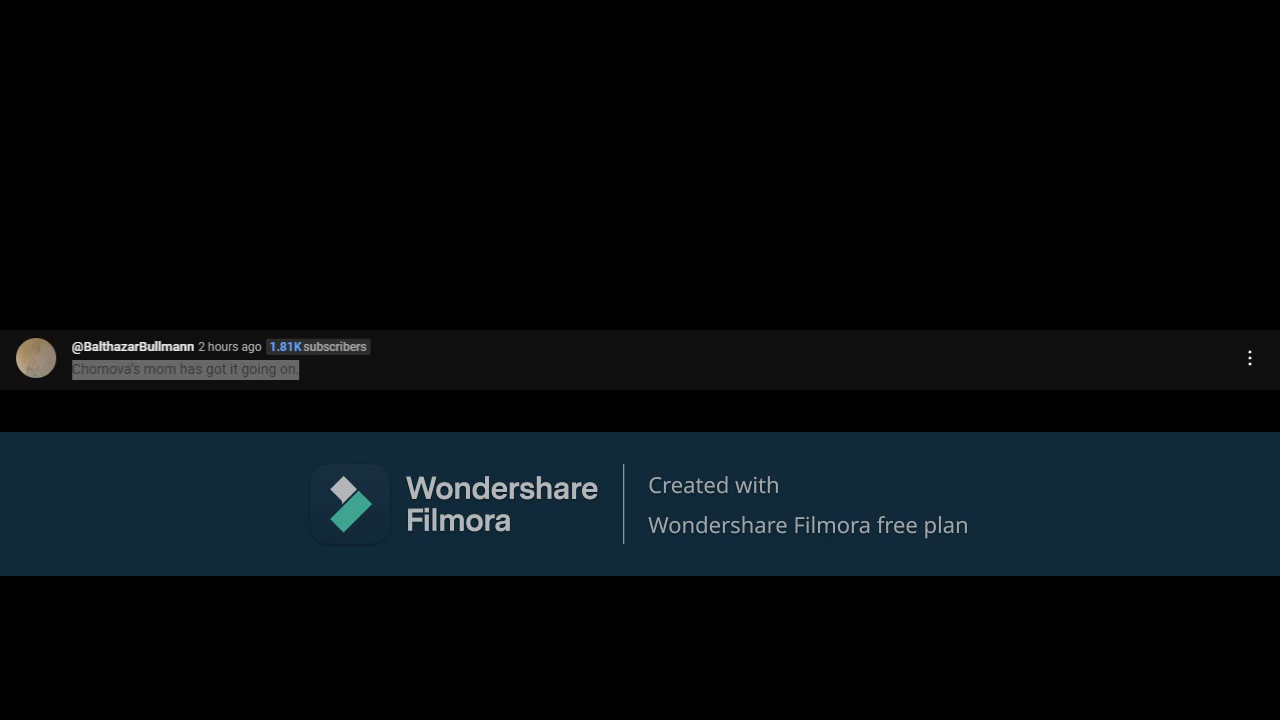 @BalthazarBullmann 2 hours ago 1.81K subscribers
Chomova's mom has got it going on.
Wondershare
Filmora
Created with
Wondershare Filmora free plan